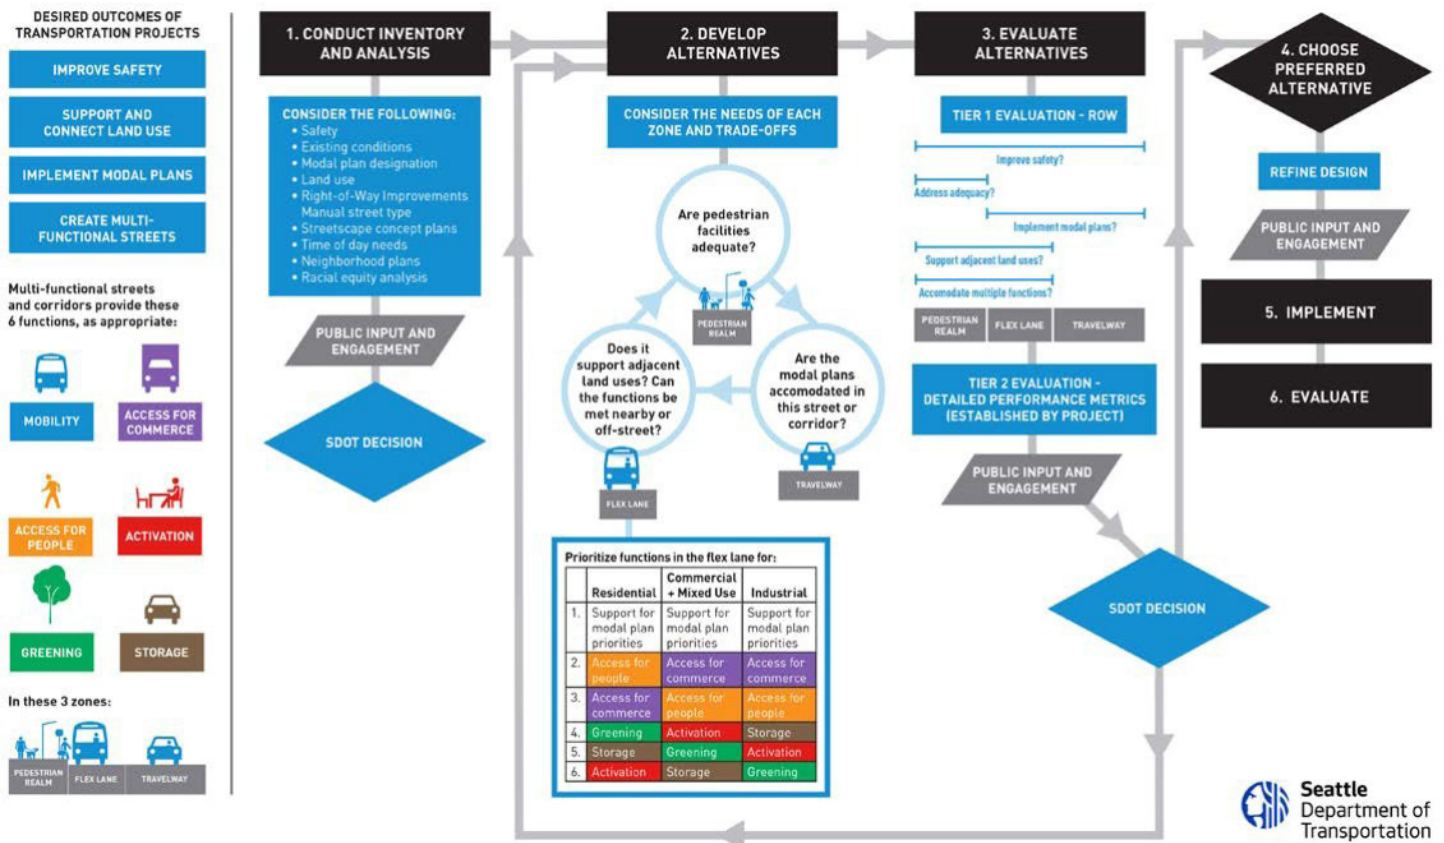 DESIRED OUTCOMES OF
TRANSPORTATION PROJECTS
IMPROVE SAFETY
SUPPORT AND
CONNECT LAND USE
IMPLEMENT MODAL PLANS
CREATE MULTI-
FUNCTIONAL STREETS
Multi-functional streets
and corridors provide these
6 functions, as appropriate:
MOBILITY
ACCESS FOR
COMMERCE
ACCESS FOR
PEOPLE
ACTIVATION
GREENING
STORAGE
In these 3 zones:
PEDESTRIAN
REALM
FLEX LANE
TRAVELWAY
1. CONDUCT INVENTORY
AND ANALYSIS
CONSIDER THE FOLLOWING:
• Safety
• Existing conditions
• Modal plan designation
• Land use
• Right-of-Way Improvements
Manual street type
• Streetscape concept plans
• Time of day needs
• Neighborhood plans
• Racial equity analysis
PUBLIC INPUT AND
ENGAGEMENT
SDOT DECISION
2. DEVELOP
ALTERNATIVES
CONSIDER THE NEEDS OF EACH
ZONE AND TRADE-OFFS
Are pedestrian
facilities
adequate?
PEDESTRIAN
REALM
Does it
support adjacent
land uses? Can
the functions be
met nearby or
off-street?
FLEX LANE
Are the
modal plans
accomodated in
this street or
corridor?
TRAVELWAY
Prioritize functions in the flex lane for:
Residential
Commercial
+ Mixed Use
Industrial
1. Support for
modal plan
priorities
Support for
modal plan
priorities
Support for
modal plan
priorities
2. Access for
people
Access for
commerce
Access for
commerce
3. Access for
commerce
Access for
people
Access for
people
4. Greening Activation Storage
5. Storage Greening Activation
6. Activation Storage Greening
3. EVALUATE
ALTERNATIVES
TIER 1 EVALUATION - ROW
Improve safety?
Address adequacy?
Implement modal plans?
Support adjacent land uses?
Accomodate multiple functions?
PEDESTRIAN
REALM
FLEX LANE
TRAVELWAY
TIER 2 EVALUATION -
DETAILED PERFORMANCE METRICS
(ESTABLISHED BY PROJECT)
PUBLIC INPUT AND
ENGAGEMENT
SDOT DECISION
4. CHOOSE
PREFERRED
ALTERNATIVE
REFINE DESIGN
PUBLIC INPUT AND
ENGAGEMENT
5. IMPLEMENT
6. EVALUATE
Seattle
Department of
Transportation